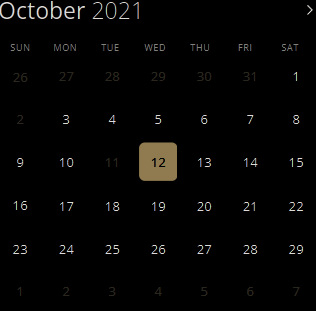 October 2021 >
SUN MON TUE WED THU FRI SAT
26 27 28 29 30 31 1
2 3 4 5 6 7 8
9 10 11 12 13 14 15
16 17 18 19 20 21 22
23 24 25 26 27 28 29
1 2 3 4 5 6 7